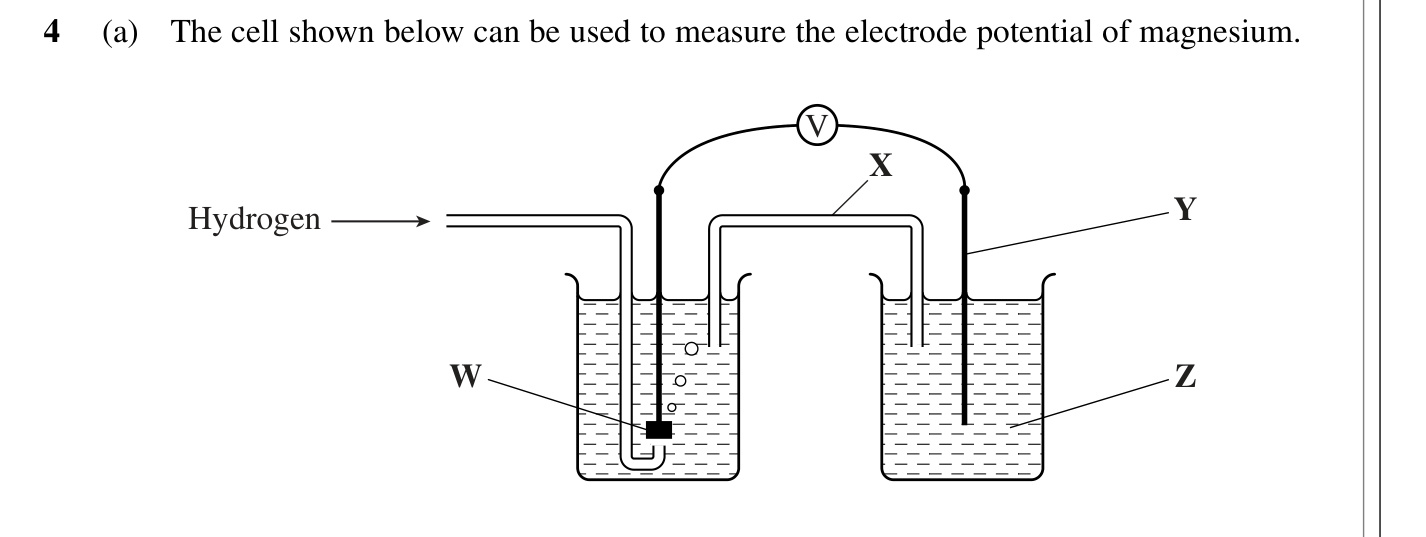 4 (a) The cell shown below can be used to measure the electrode potential of magnesium.
V
X
Hydrogen
Y
W
Z